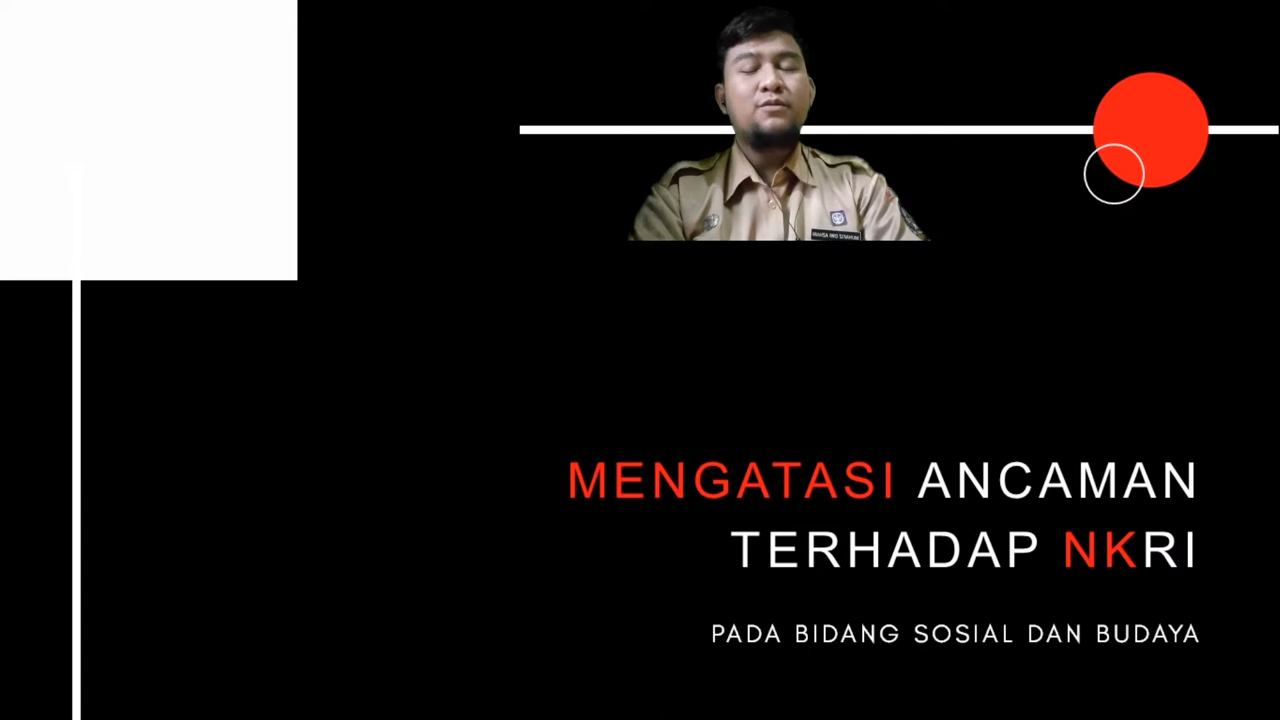 MENGATASI ANCAMAN
TERHADAP NKRI
PADA BIDANG SOSIAL DAN BUDAYA